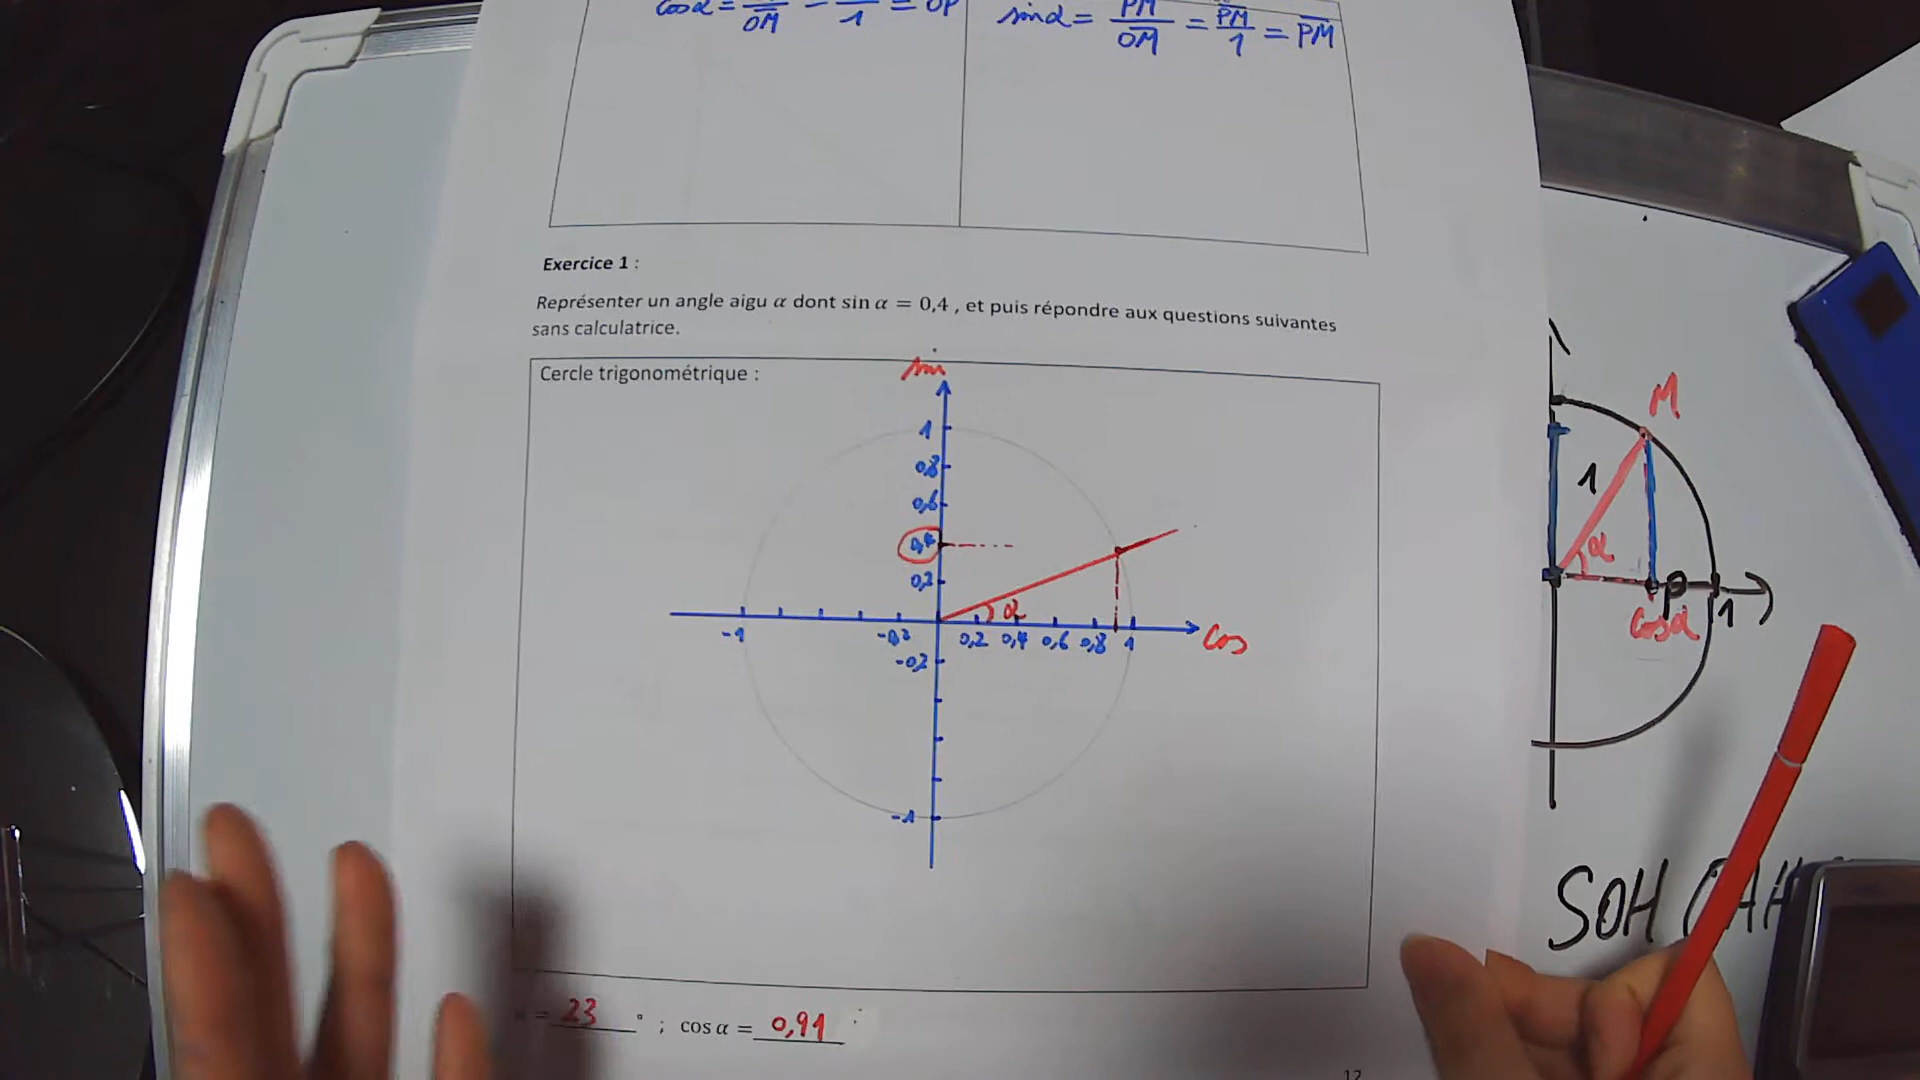 cos α = / OM = / 1 = OP
sin α = PM / OM = PM / 1 = PM
Exercice 1 :
Représenter un angle aigu α dont sin α = 0,4 , et puis répondre aux questions suivantes
sans calculatrice.
Cercle trigonométrique :
sin
1
0,8
0,6
0,4
0,2
α
-1
-0,2
0,2 0,4 0,6 0,8 1
cos
-0,2
-1
= 23 ° ; cos α = 0,91
M
1
α
P
1
cos α
SOH CAH